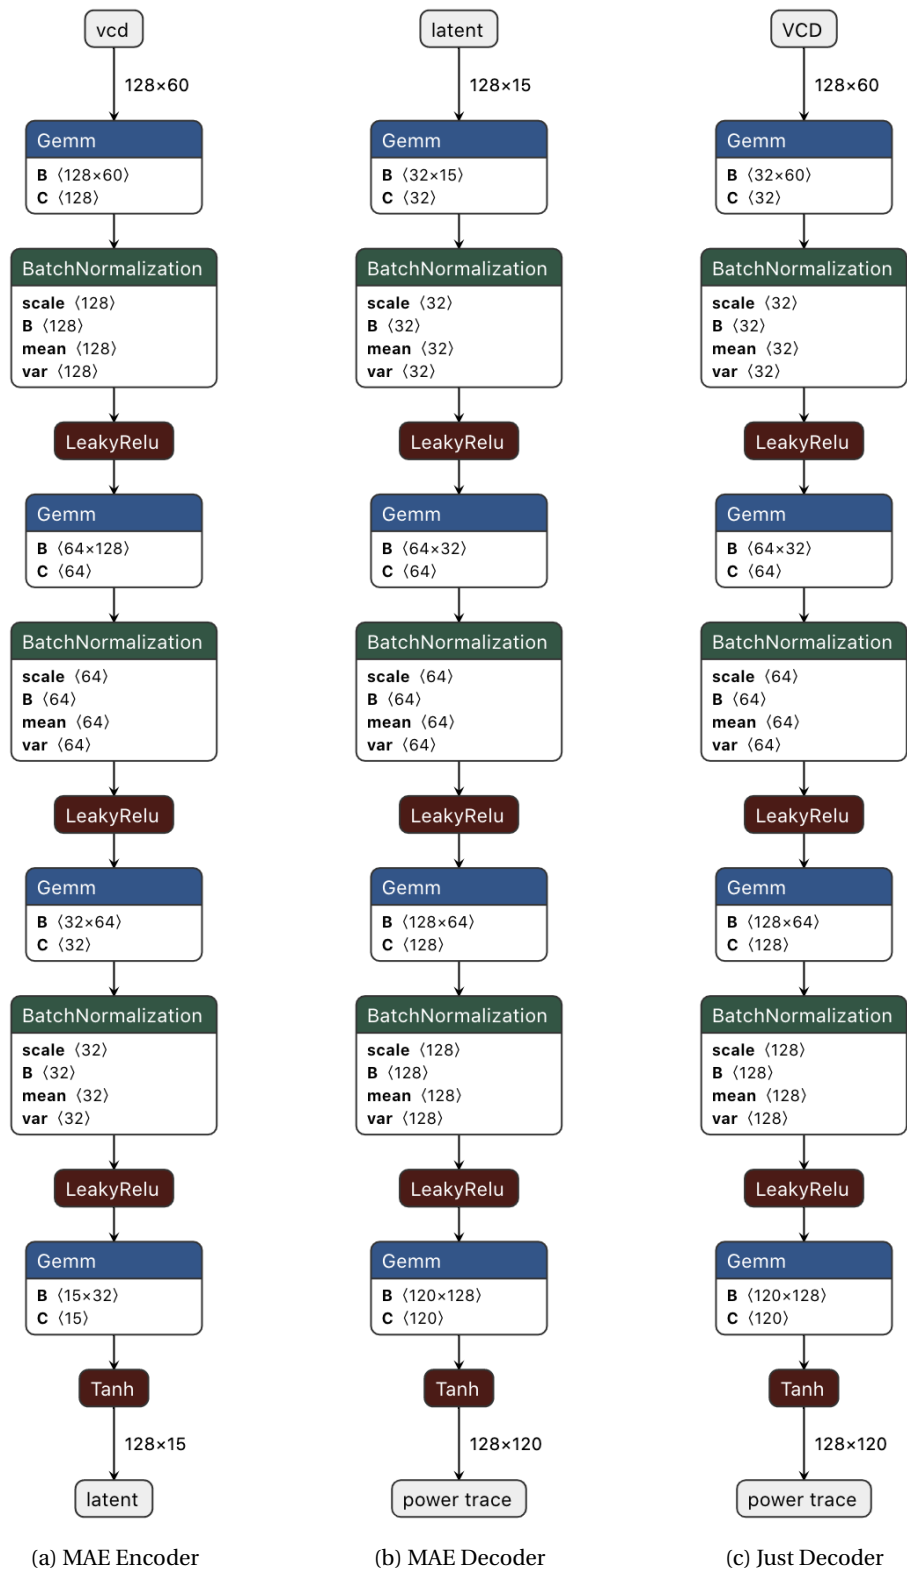 vcd
128×60
Gemm
B ⟨128×60⟩
C ⟨128⟩
BatchNormalization
scale ⟨128⟩
B ⟨128⟩
mean ⟨128⟩
var ⟨128⟩
LeakyRelu
Gemm
B ⟨64×128⟩
C ⟨64⟩
BatchNormalization
scale ⟨64⟩
B ⟨64⟩
mean ⟨64⟩
var ⟨64⟩
LeakyRelu
Gemm
B ⟨32×64⟩
C ⟨32⟩
BatchNormalization
scale ⟨32⟩
B ⟨32⟩
mean ⟨32⟩
var ⟨32⟩
LeakyRelu
Gemm
B ⟨15×32⟩
C ⟨15⟩
Tanh
128×15
latent
(a) MAE Encoder
latent
128×15
Gemm
B ⟨32×15⟩
C ⟨32⟩
BatchNormalization
scale ⟨32⟩
B ⟨32⟩
mean ⟨32⟩
var ⟨32⟩
LeakyRelu
Gemm
B ⟨64×32⟩
C ⟨64⟩
BatchNormalization
scale ⟨64⟩
B ⟨64⟩
mean ⟨64⟩
var ⟨64⟩
LeakyRelu
Gemm
B ⟨128×64⟩
C ⟨128⟩
BatchNormalization
scale ⟨128⟩
B ⟨128⟩
mean ⟨128⟩
var ⟨128⟩
LeakyRelu
Gemm
B ⟨120×128⟩
C ⟨120⟩
Tanh
128×120
power trace
(b) MAE Decoder
VCD
128×60
Gemm
B ⟨32×60⟩
C ⟨32⟩
BatchNormalization
scale ⟨32⟩
B ⟨32⟩
mean ⟨32⟩
var ⟨32⟩
LeakyRelu
Gemm
B ⟨64×32⟩
C ⟨64⟩
BatchNormalization
scale ⟨64⟩
B ⟨64⟩
mean ⟨64⟩
var ⟨64⟩
LeakyRelu
Gemm
B ⟨128×64⟩
C ⟨128⟩
BatchNormalization
scale ⟨128⟩
B ⟨128⟩
mean ⟨128⟩
var ⟨128⟩
LeakyRelu
Gemm
B ⟨120×128⟩
C ⟨120⟩
Tanh
128×120
power trace
(c) Just Decoder